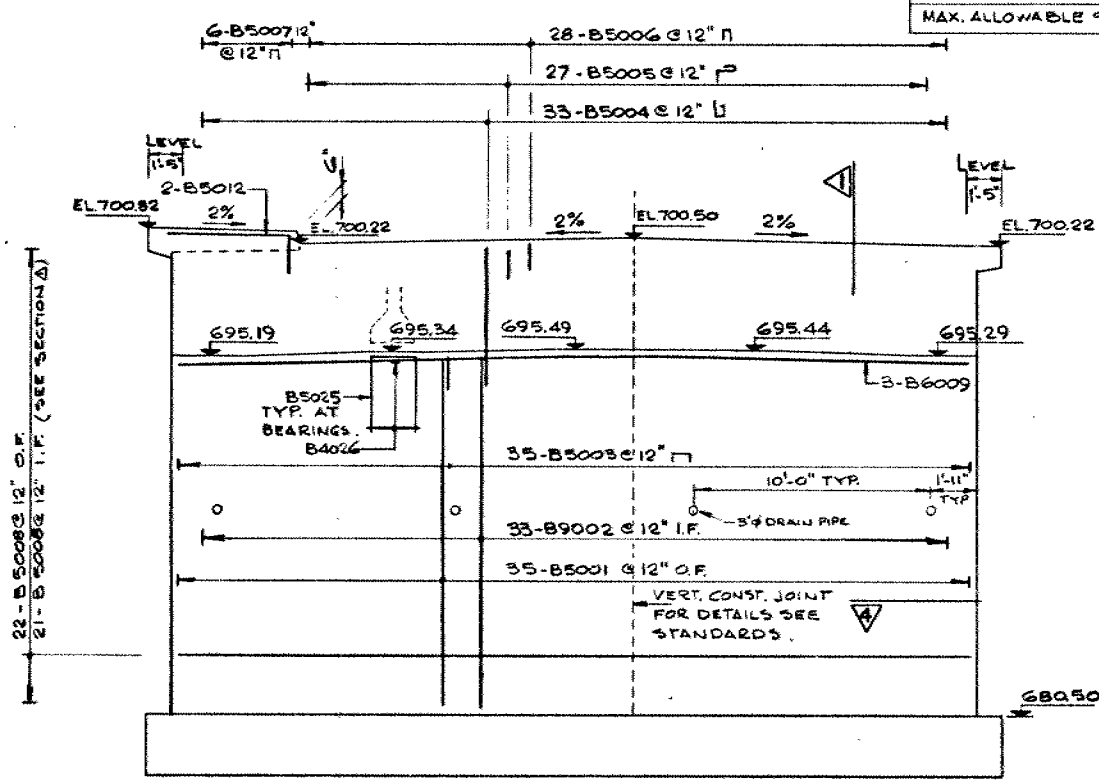 MAX. ALLOWABLE
6-B5007 12"
@ 12"
28-B5006 @ 12"
27-B5005 @ 12"
33-B5004 @ 12"
LEVEL
1'-5"
LEVEL
1'-5"
2-B5012
EL.700.82
2%
EL.700.22
2%
EL.700.50
2%
EL.700.22
1
695.19
695.34
695.49
695.44
695.29
3-B6009
B5025
TYP. AT
BEARINGS.
B4026
22-B5008 @ 12" O.F.
21-B5008 @ 12" I.F. (SEE SECTION Δ)
35-B5003 @ 12"
10'-0" TYP.
1'-11"
TYP
3"φ DRAIN PIPE
33-B9002 @ 12" I.F.
35-B5001 @ 12" O.F.
VERT. CONST. JOINT
FOR DETAILS SEE
STANDARDS.
4
680.50